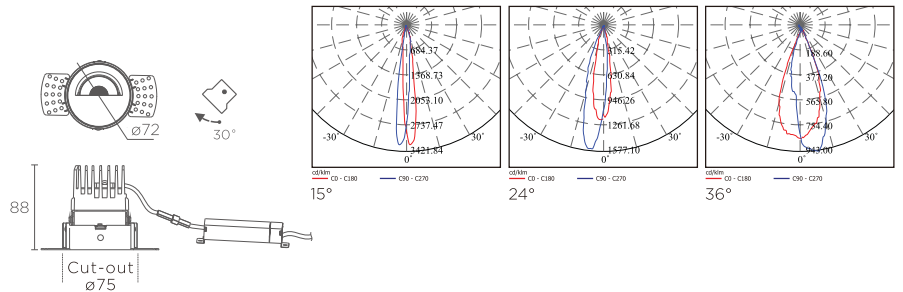 ø72
30°
88
Cut-out
ø75
684.37
1368.73
2053.10
2737.47
3421.84
-30°
30°
0°
cd/klm
C0 - C180
C90 - C270
15°
315.42
630.84
946.26
1261.68
1577.10
-30°
30°
0°
cd/klm
C0 - C180
C90 - C270
24°
188.60
377.20
565.80
754.40
943.00
-30°
30°
0°
cd/klm
C0 - C180
C90 - C270
36°